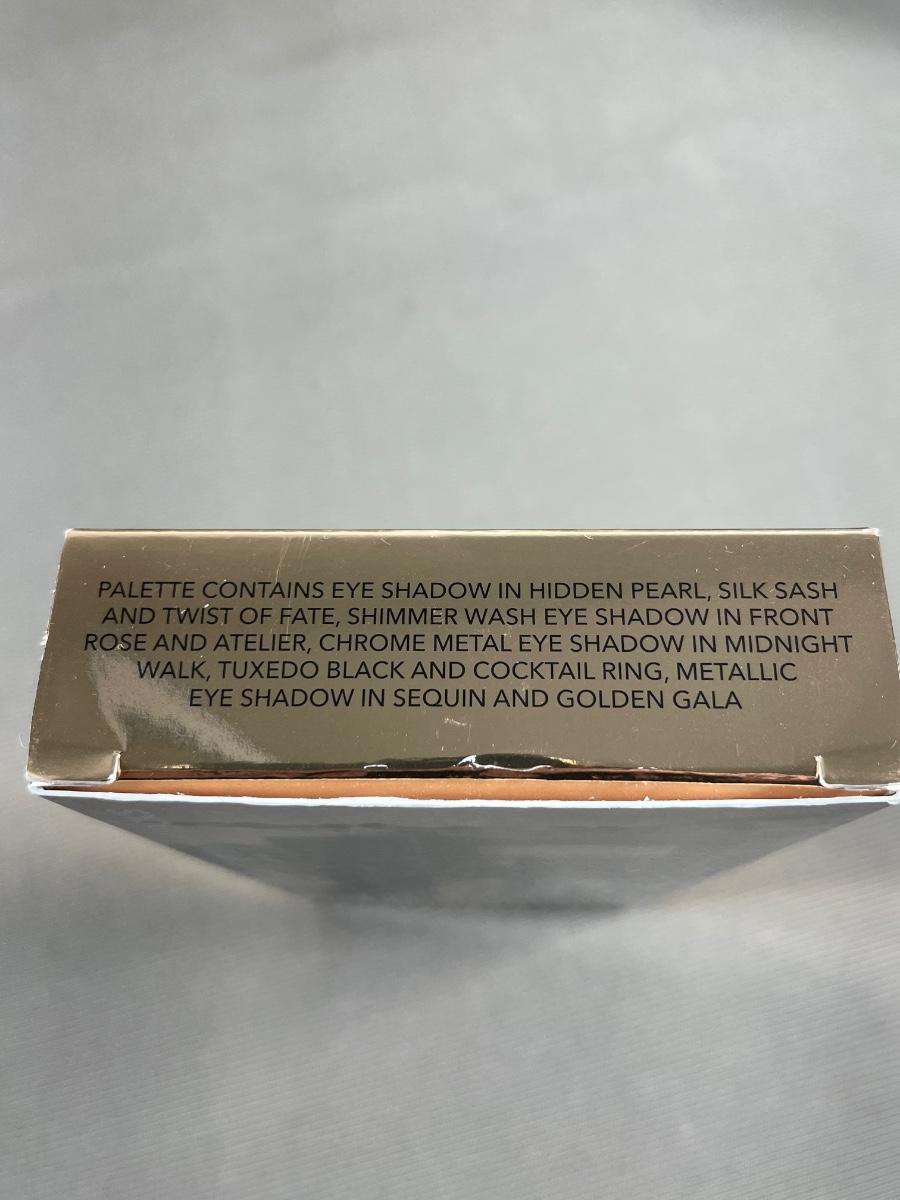 PALETTE CONTAINS EYE SHADOW IN HIDDEN PEARL, SILK SASH
AND TWIST OF FATE, SHIMMER WASH EYE SHADOW IN FRONT
ROSE AND ATELIER, CHROME METAL EYE SHADOW IN MIDNIGHT
WALK, TUXEDO BLACK AND COCKTAIL RING, METALLIC
EYE SHADOW IN SEQUIN AND GOLDEN GALA